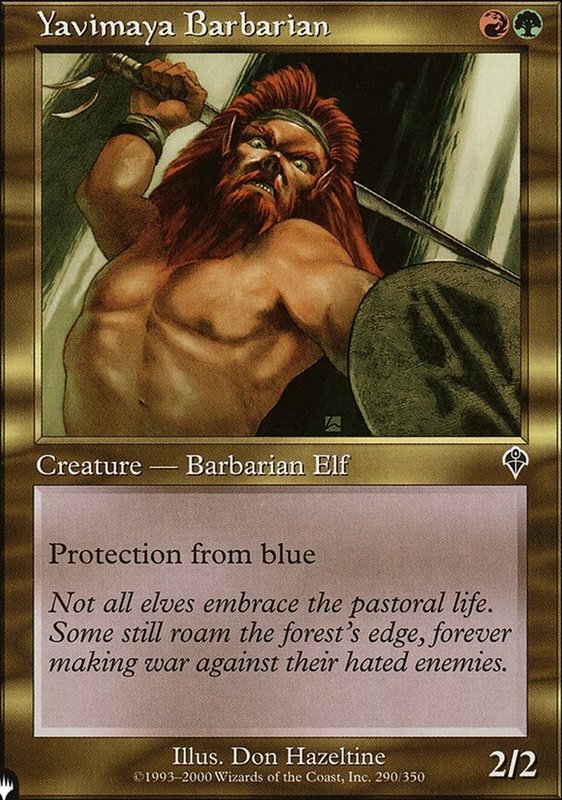 Yavimaya Barbarian
Creature — Barbarian Elf
Protection from blue
Not all elves embrace the pastoral life.
Some still roam the forest's edge, forever
making war against their hated enemies.
Illus. Don Hazeltine
2/2
©1993–2000 Wizards of the Coast, Inc. 290/350